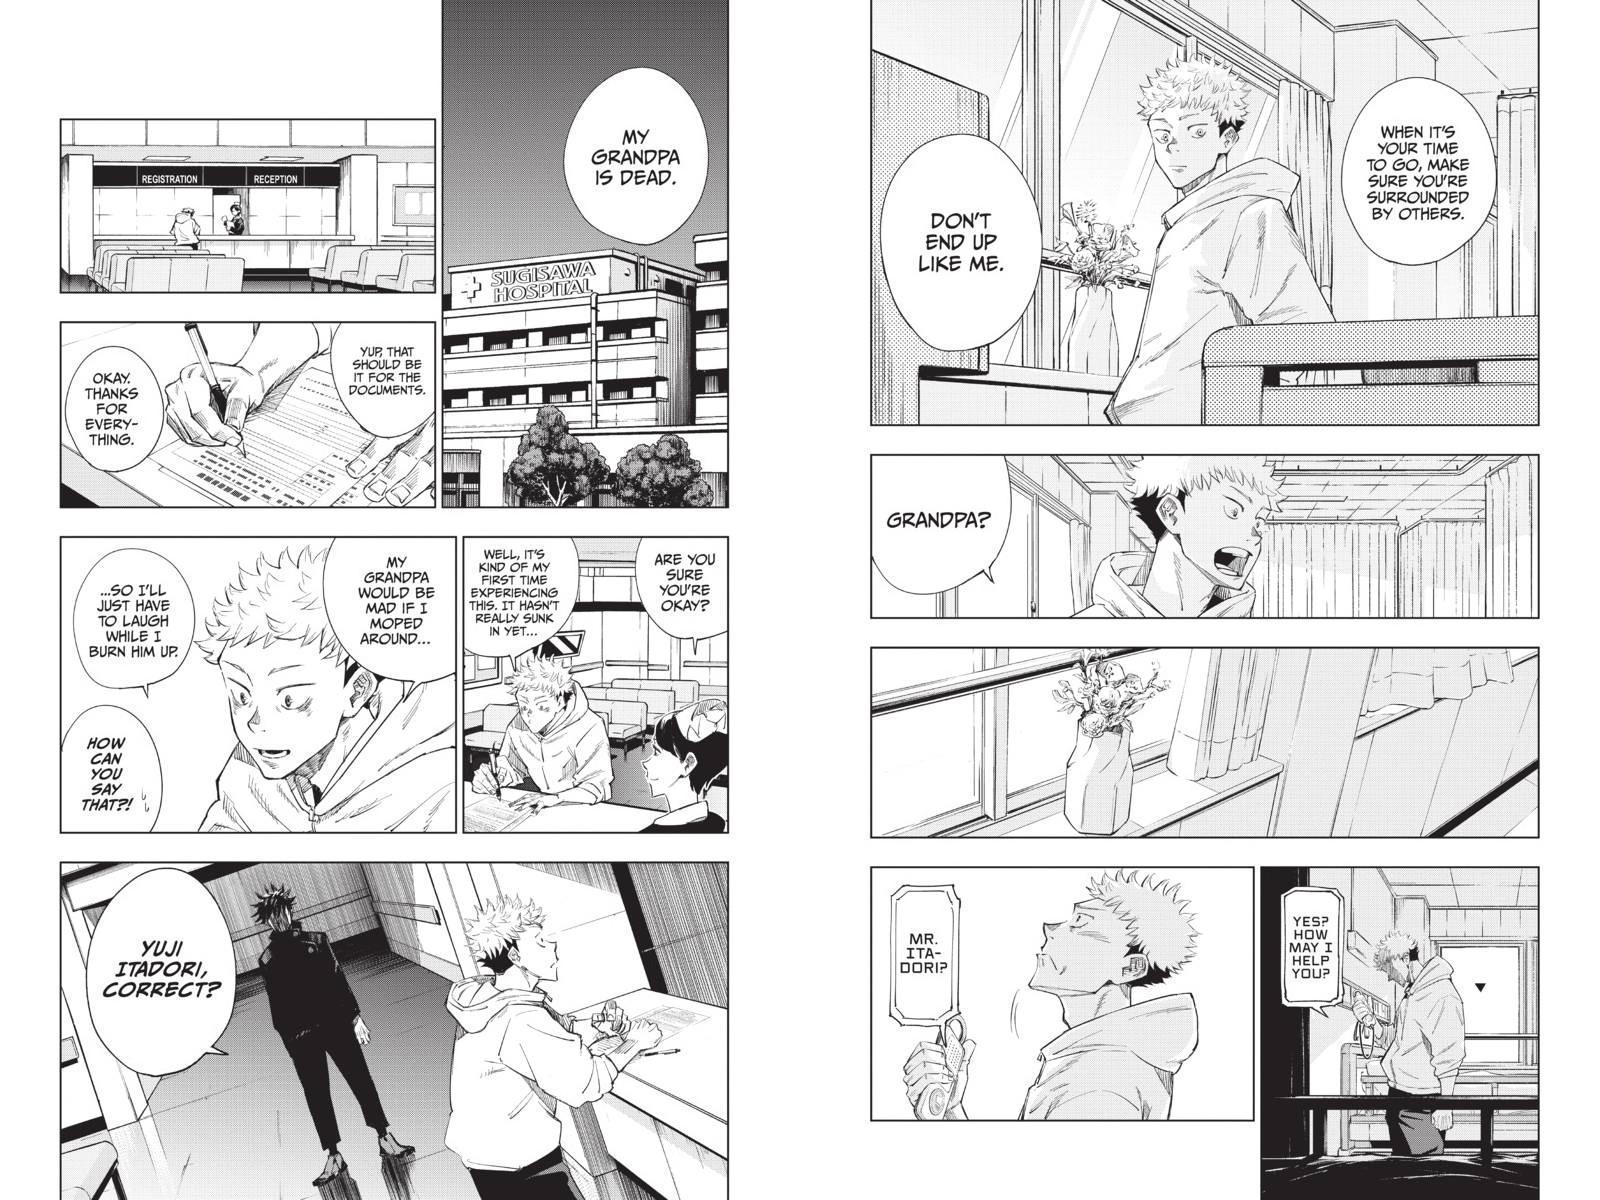 WHEN IT'S
YOUR TIME
TO GO, MAKE
SURE YOU'RE
SURROUNDED
BY OTHERS.
DON'T
END UP
LIKE ME.
GRANDPA?
YES?
HOW
MAY I
HELP
YOU?
MR.
ITA-
DORI?
MY
GRANDPA
IS DEAD.
SUGISAWA
HOSPITAL
REGISTRATION
RECEPTION
YUP, THAT
SHOULD BE
IT FOR THE
DOCUMENTS.
OKAY.
THANKS
FOR
EVERY-
THING.
ARE YOU
SURE
YOU'RE
OKAY?
WELL, IT'S
KIND OF MY
FIRST TIME
EXPERIENCING
THIS. IT HASN'T
REALLY SUNK
IN YET...
MY
GRANDPA
WOULD BE
MAD IF I
MOPED
AROUND...
...SO I'LL
JUST HAVE
TO LAUGH
WHILE I
BURN HIM UP.
HOW
CAN
YOU
SAY
THAT?!
YUJI
ITADORI,
CORRECT?